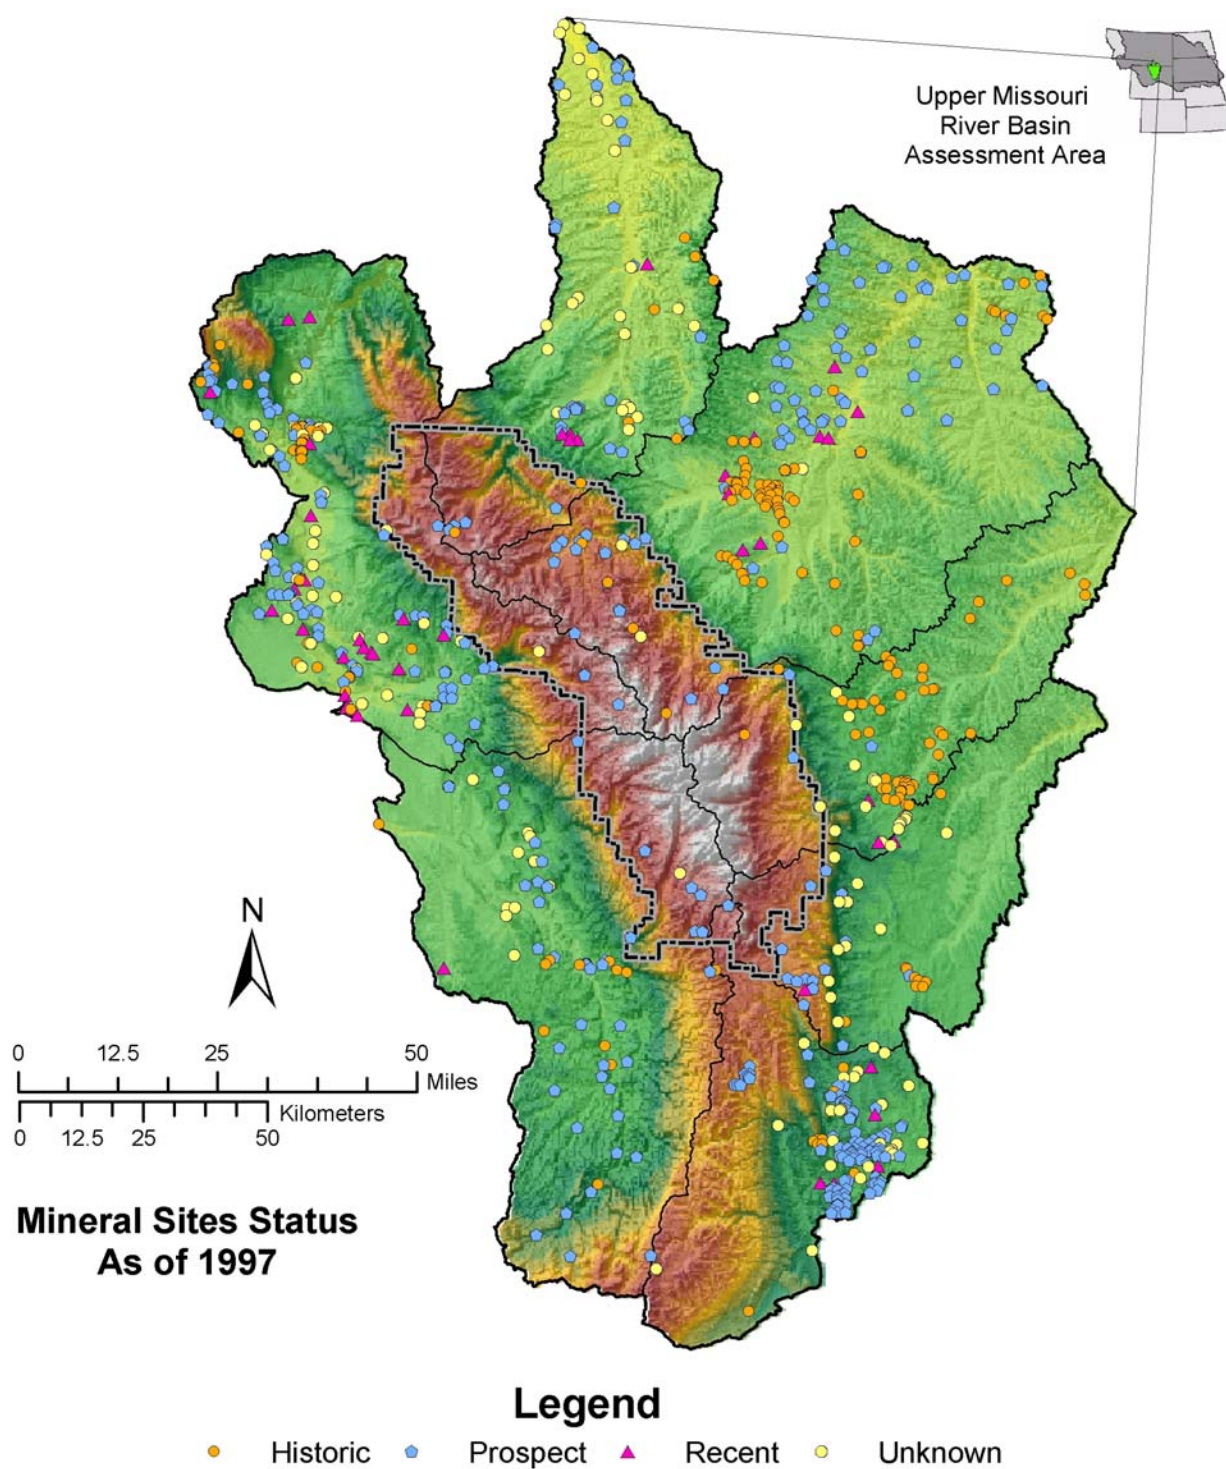 Upper Missouri
River Basin
Assessment Area
N
0 12.5 25 50
Miles
Kilometers
0 12.5 25 50
Mineral Sites Status
As of 1997
Legend
Historic Prospect Recent Unknown